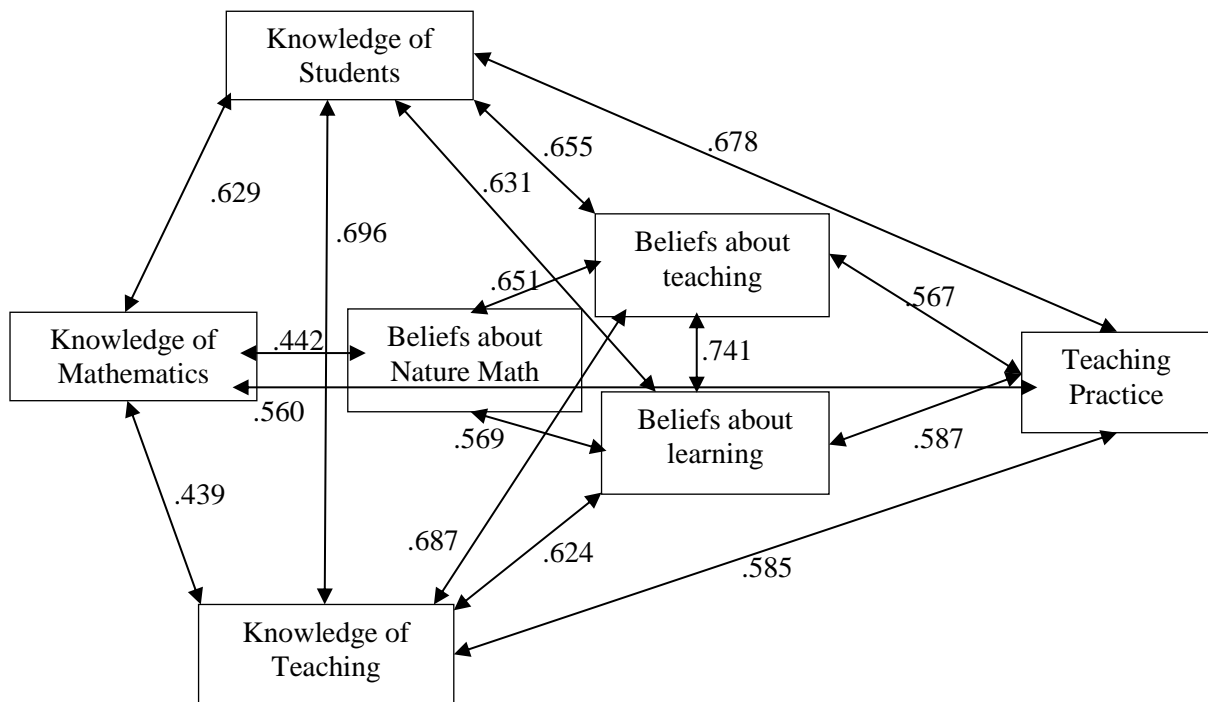 Knowledge of
Students
.678
.655
.631
.629
.696
Beliefs about
teaching
.651
.567
Knowledge of
Mathematics
.442
Beliefs about
Nature Math
.741
Teaching
Practice
.560
.569
Beliefs about
learning
.587
.439
.687
.624
.585
Knowledge of
Teaching